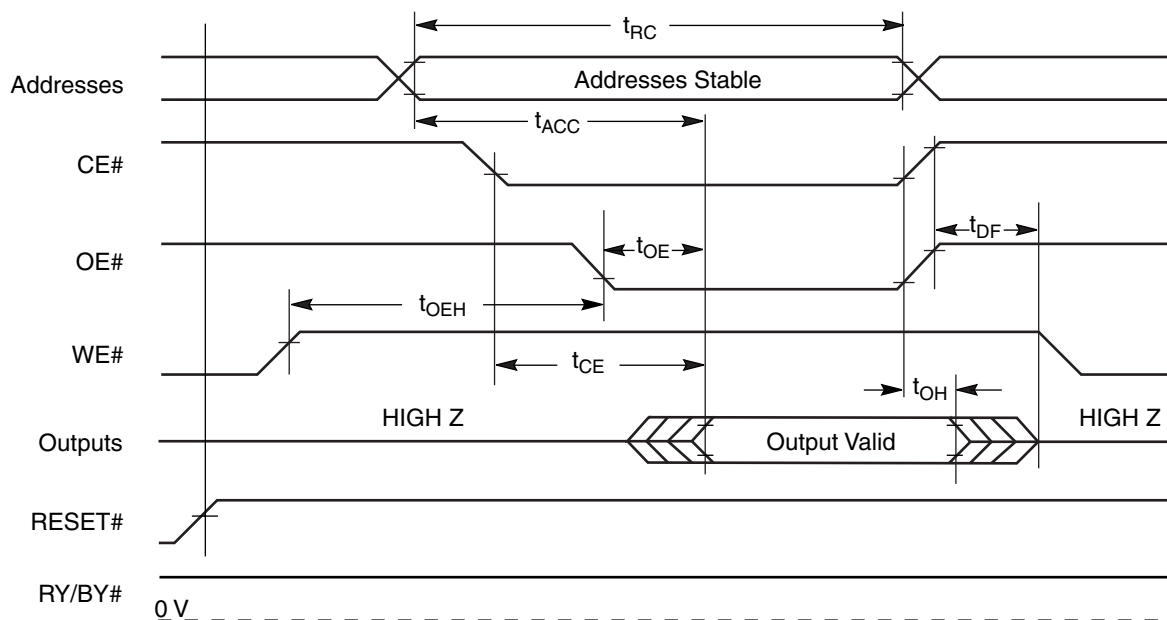 tRC
Addresses
Addresses Stable
tACC
CE#
tOE
tDF
OE#
tOEH
WE#
tCE
tOH
HIGH Z
HIGH Z
Outputs
Output Valid
RESET#
RY/BY#
0 V